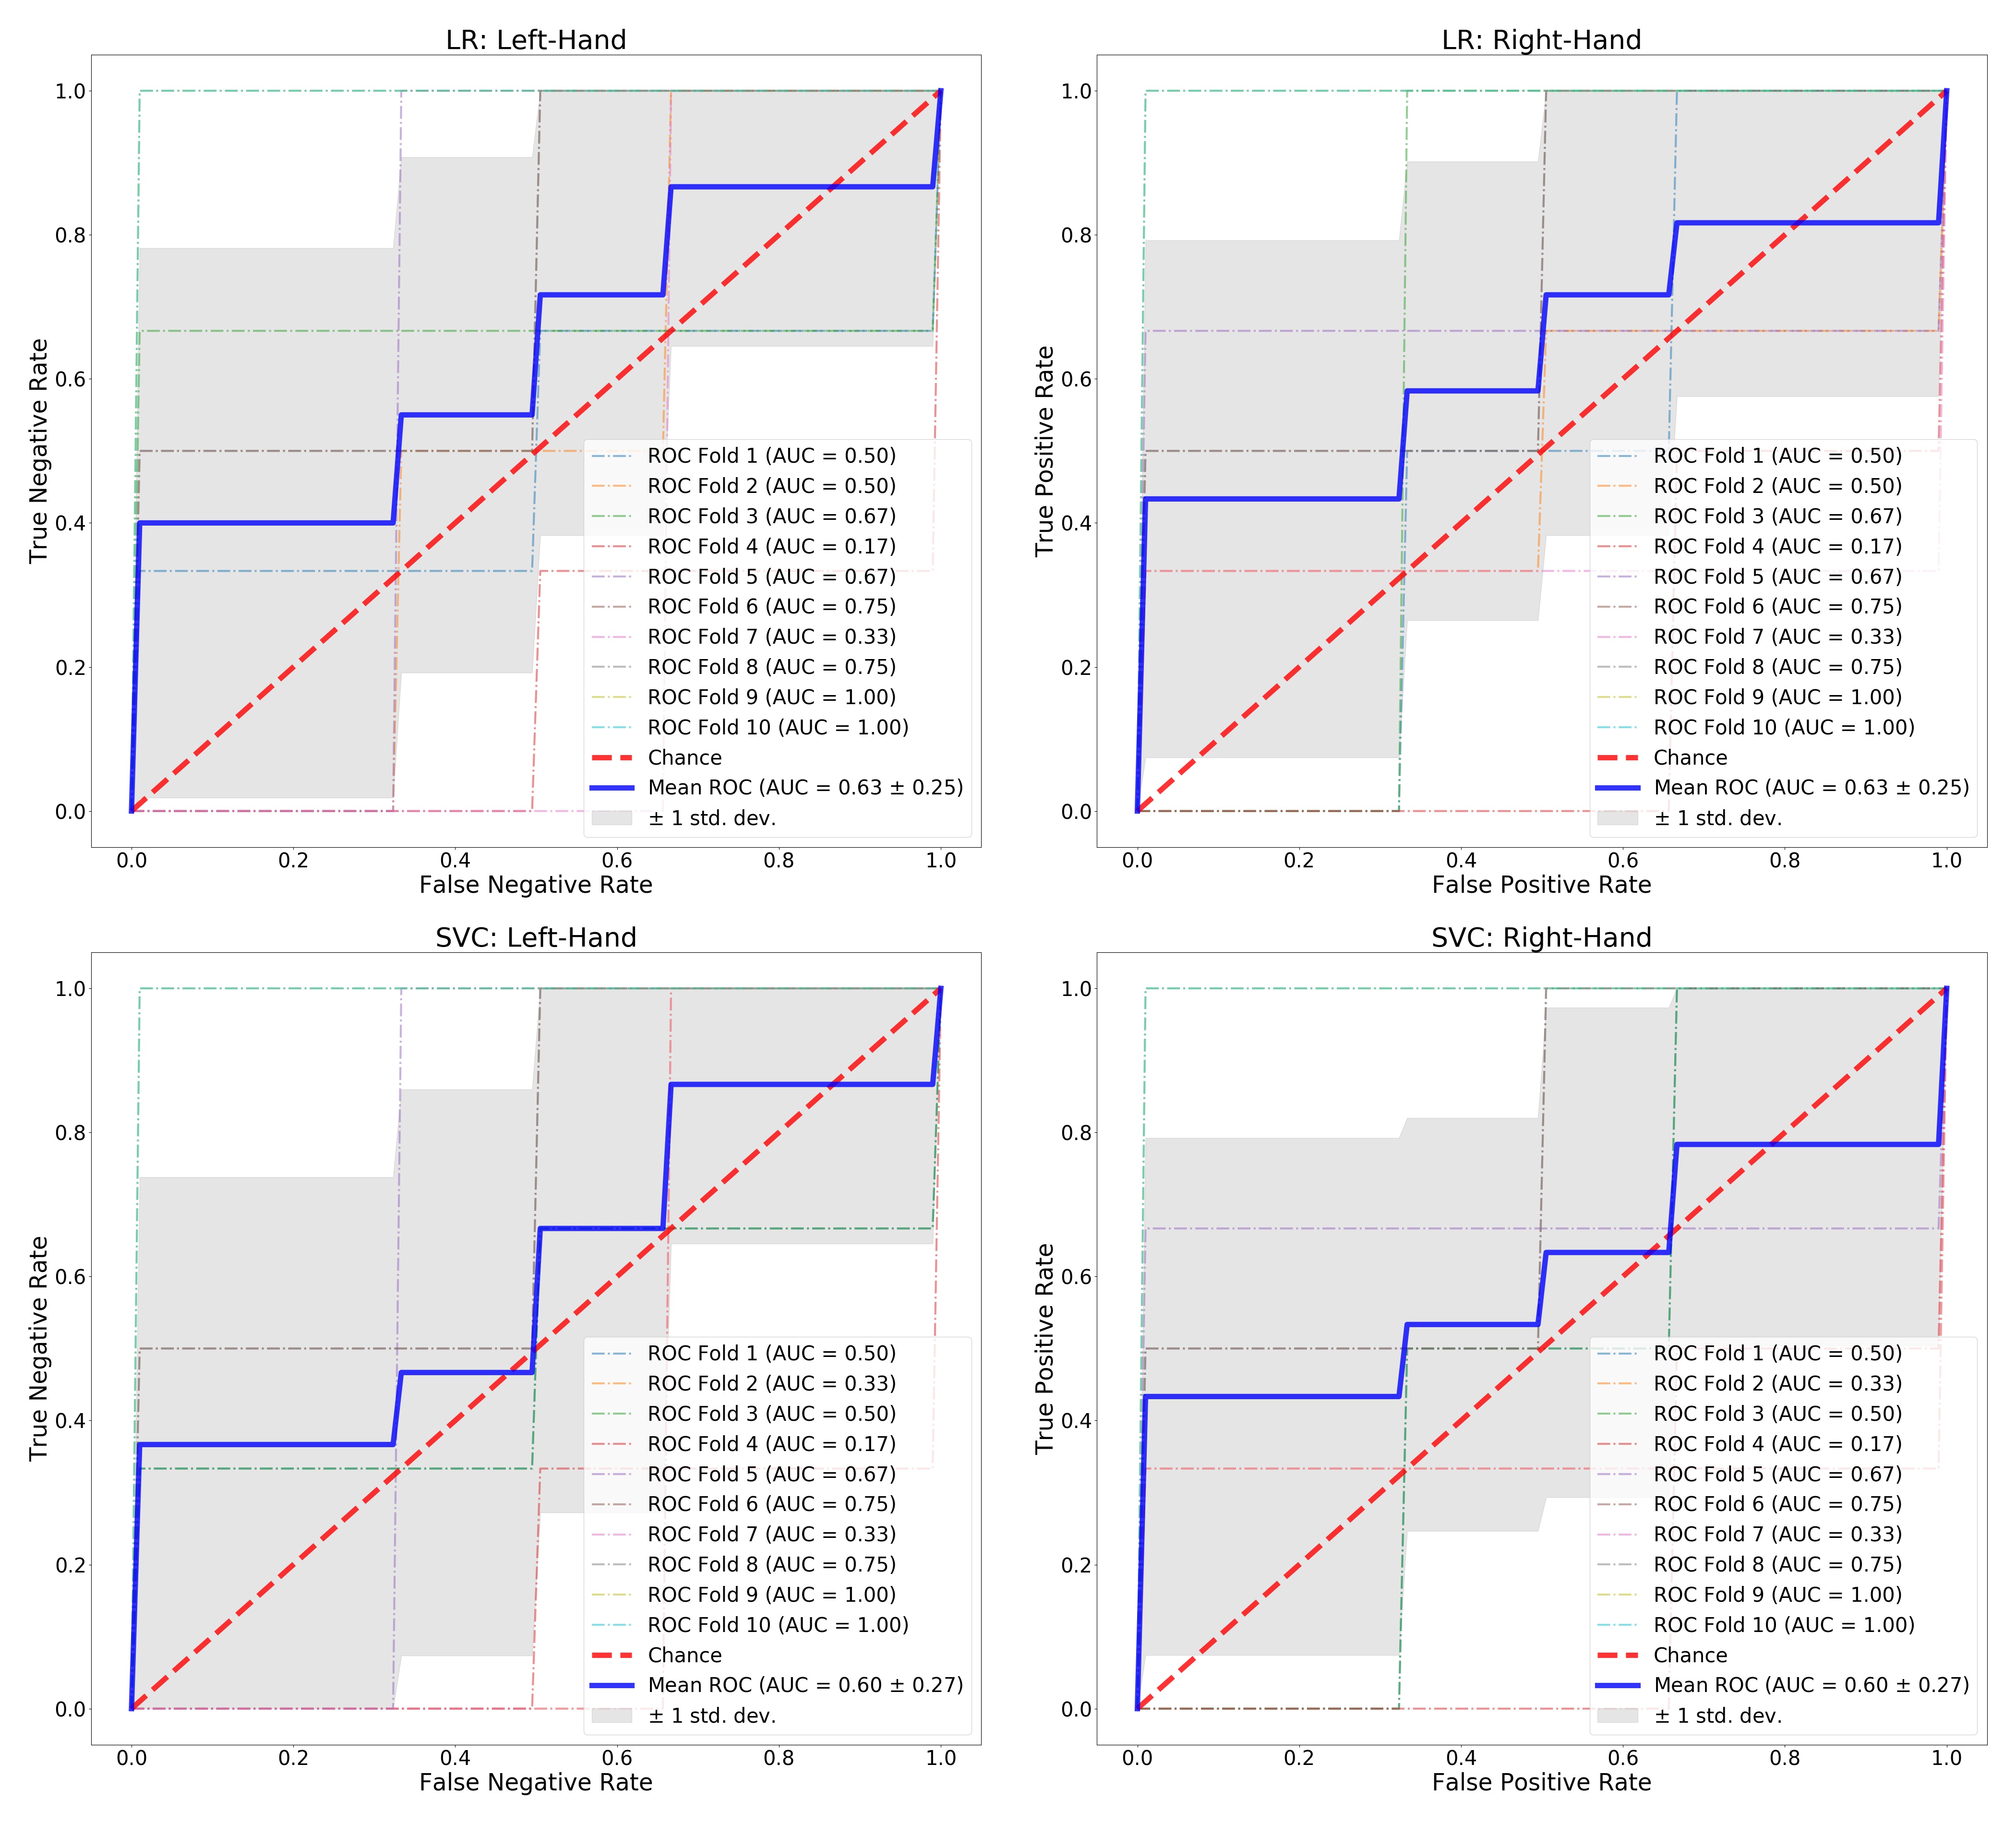 LR: Left-Hand
True Negative Rate
1.0
0.8
0.6
0.4
0.2
0.0
ROC Fold 1 (AUC = 0.50)
ROC Fold 2 (AUC = 0.50)
ROC Fold 3 (AUC = 0.67)
ROC Fold 4 (AUC = 0.17)
ROC Fold 5 (AUC = 0.67)
ROC Fold 6 (AUC = 0.75)
ROC Fold 7 (AUC = 0.33)
ROC Fold 8 (AUC = 0.75)
ROC Fold 9 (AUC = 1.00)
ROC Fold 10 (AUC = 1.00)
Chance
Mean ROC (AUC = 0.63 ± 0.25)
± 1 std. dev.
0.0 0.2 0.4 0.6 0.8 1.0
False Negative Rate
LR: Right-Hand
True Positive Rate
1.0
0.8
0.6
0.4
0.2
0.0
ROC Fold 1 (AUC = 0.50)
ROC Fold 2 (AUC = 0.50)
ROC Fold 3 (AUC = 0.67)
ROC Fold 4 (AUC = 0.17)
ROC Fold 5 (AUC = 0.67)
ROC Fold 6 (AUC = 0.75)
ROC Fold 7 (AUC = 0.33)
ROC Fold 8 (AUC = 0.75)
ROC Fold 9 (AUC = 1.00)
ROC Fold 10 (AUC = 1.00)
Chance
Mean ROC (AUC = 0.63 ± 0.25)
± 1 std. dev.
0.0 0.2 0.4 0.6 0.8 1.0
False Positive Rate
SVC: Left-Hand
True Negative Rate
1.0
0.8
0.6
0.4
0.2
0.0
ROC Fold 1 (AUC = 0.50)
ROC Fold 2 (AUC = 0.33)
ROC Fold 3 (AUC = 0.50)
ROC Fold 4 (AUC = 0.17)
ROC Fold 5 (AUC = 0.67)
ROC Fold 6 (AUC = 0.75)
ROC Fold 7 (AUC = 0.33)
ROC Fold 8 (AUC = 0.75)
ROC Fold 9 (AUC = 1.00)
ROC Fold 10 (AUC = 1.00)
Chance
Mean ROC (AUC = 0.60 ± 0.27)
± 1 std. dev.
0.0 0.2 0.4 0.6 0.8 1.0
False Negative Rate
SVC: Right-Hand
True Positive Rate
1.0
0.8
0.6
0.4
0.2
0.0
ROC Fold 1 (AUC = 0.50)
ROC Fold 2 (AUC = 0.33)
ROC Fold 3 (AUC = 0.50)
ROC Fold 4 (AUC = 0.17)
ROC Fold 5 (AUC = 0.67)
ROC Fold 6 (AUC = 0.75)
ROC Fold 7 (AUC = 0.33)
ROC Fold 8 (AUC = 0.75)
ROC Fold 9 (AUC = 1.00)
ROC Fold 10 (AUC = 1.00)
Chance
Mean ROC (AUC = 0.60 ± 0.27)
± 1 std. dev.
0.0 0.2 0.4 0.6 0.8 1.0
False Positive Rate